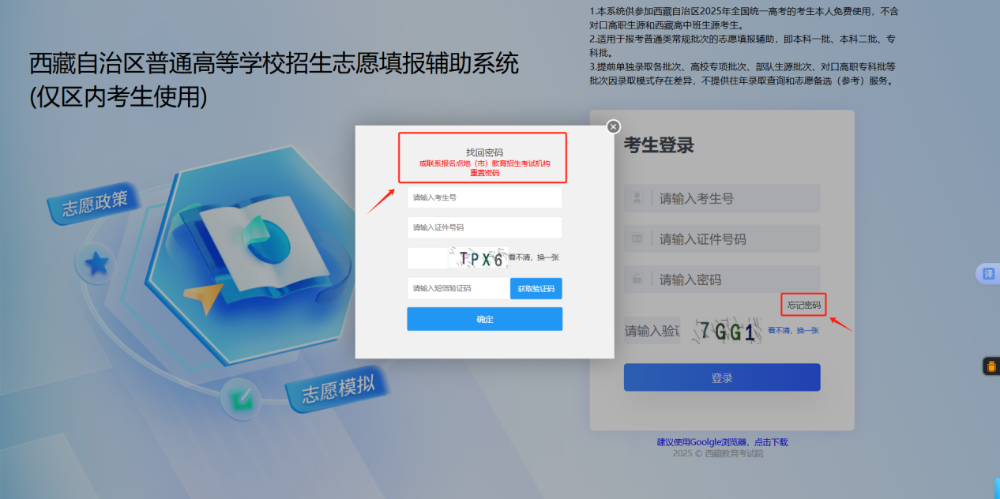 1.本系统供参加西藏自治区2025年全国统一高考的考生本人免费使用，不含
对口高职生源和西藏高中班生源考生。
2.适用于报考普通类常规批次的志愿填报辅助，即本科一批、本科二批、专
科批。
3.提前单独录取各批次、高校专项批次、部队生源批次、对口高职专科批等
批次因录取模式存在差异，不提供往年录取查询和志愿备选（参考）服务。
西藏自治区普通高等学校招生志愿填报辅助系统
(仅区内考生使用)
志愿政策
志愿模拟
找回密码
或联系报名点地（市）教育招生考试机构
重置密码
请输入考生号
请输入证件号码
TPX6
看不清，换一张
请输入短信验证码
获取验证码
确定
考生登录
请输入考生号
请输入证件号码
请输入密码
忘记密码
请输入验证
7GG1
看不清，换一张
登录
建议使用Goolgle浏览器，点击下载
2025 © 西藏教育考试院
译